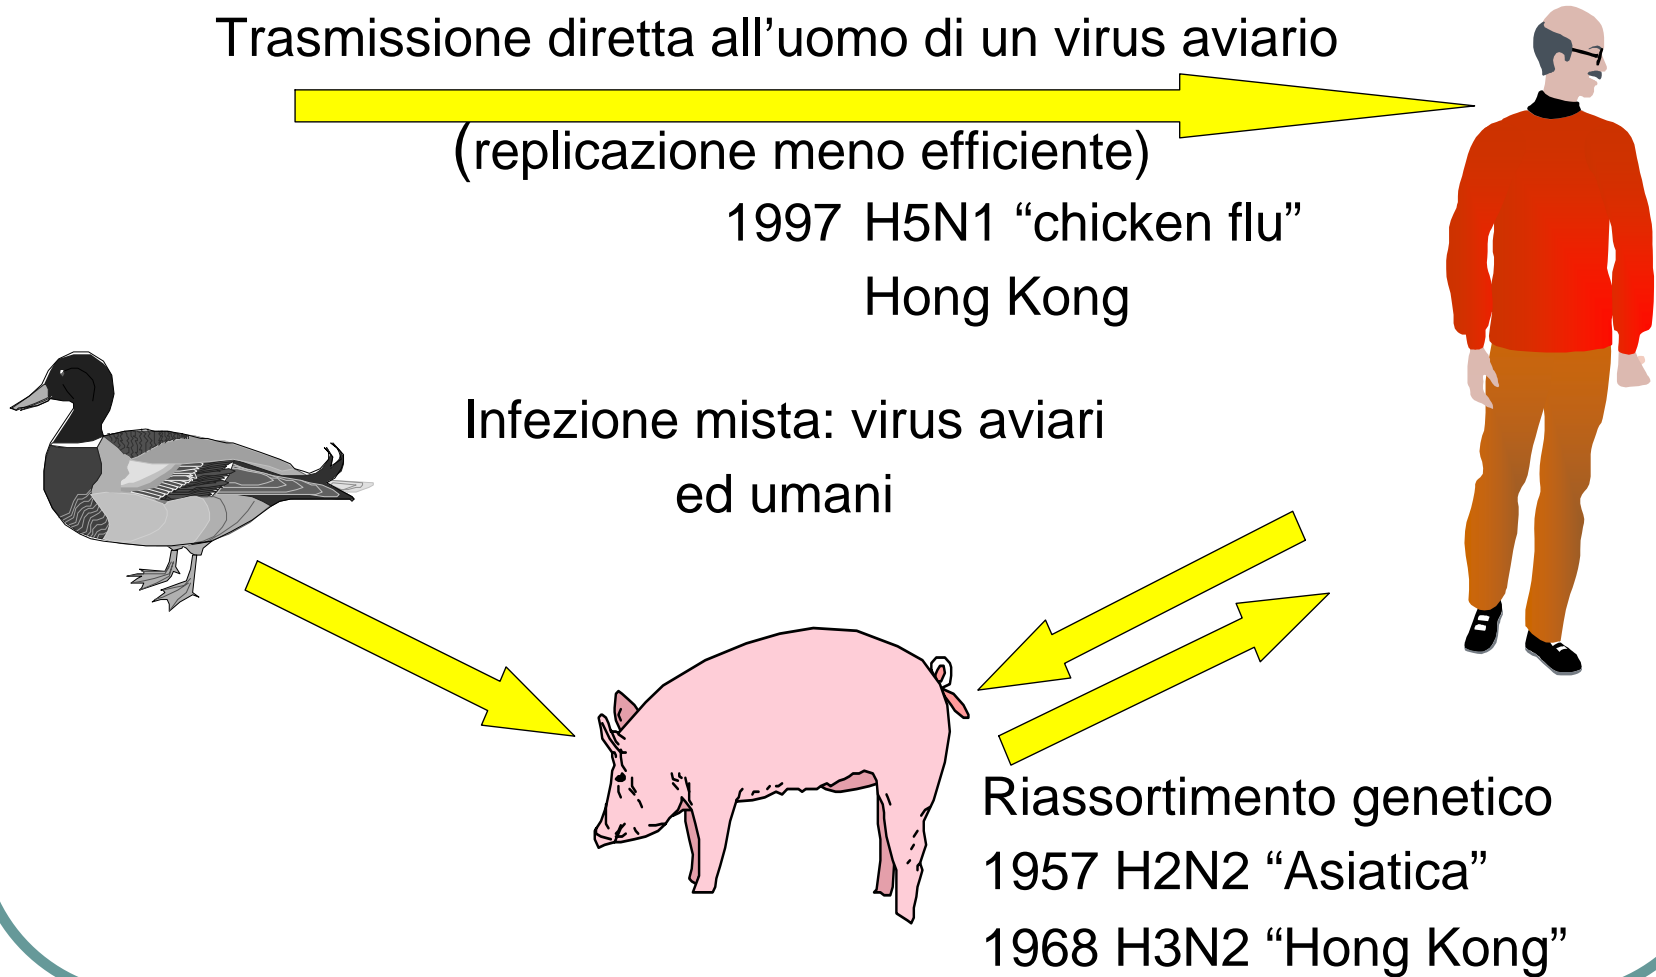 Trasmissione diretta all’uomo di un virus aviario
(replicazione meno efficiente)
1997 H5N1 “chicken flu”
Hong Kong
Infezione mista: virus aviari
ed umani
Riassortimento genetico
1957 H2N2 “Asiatica”
1968 H3N2 “Hong Kong”